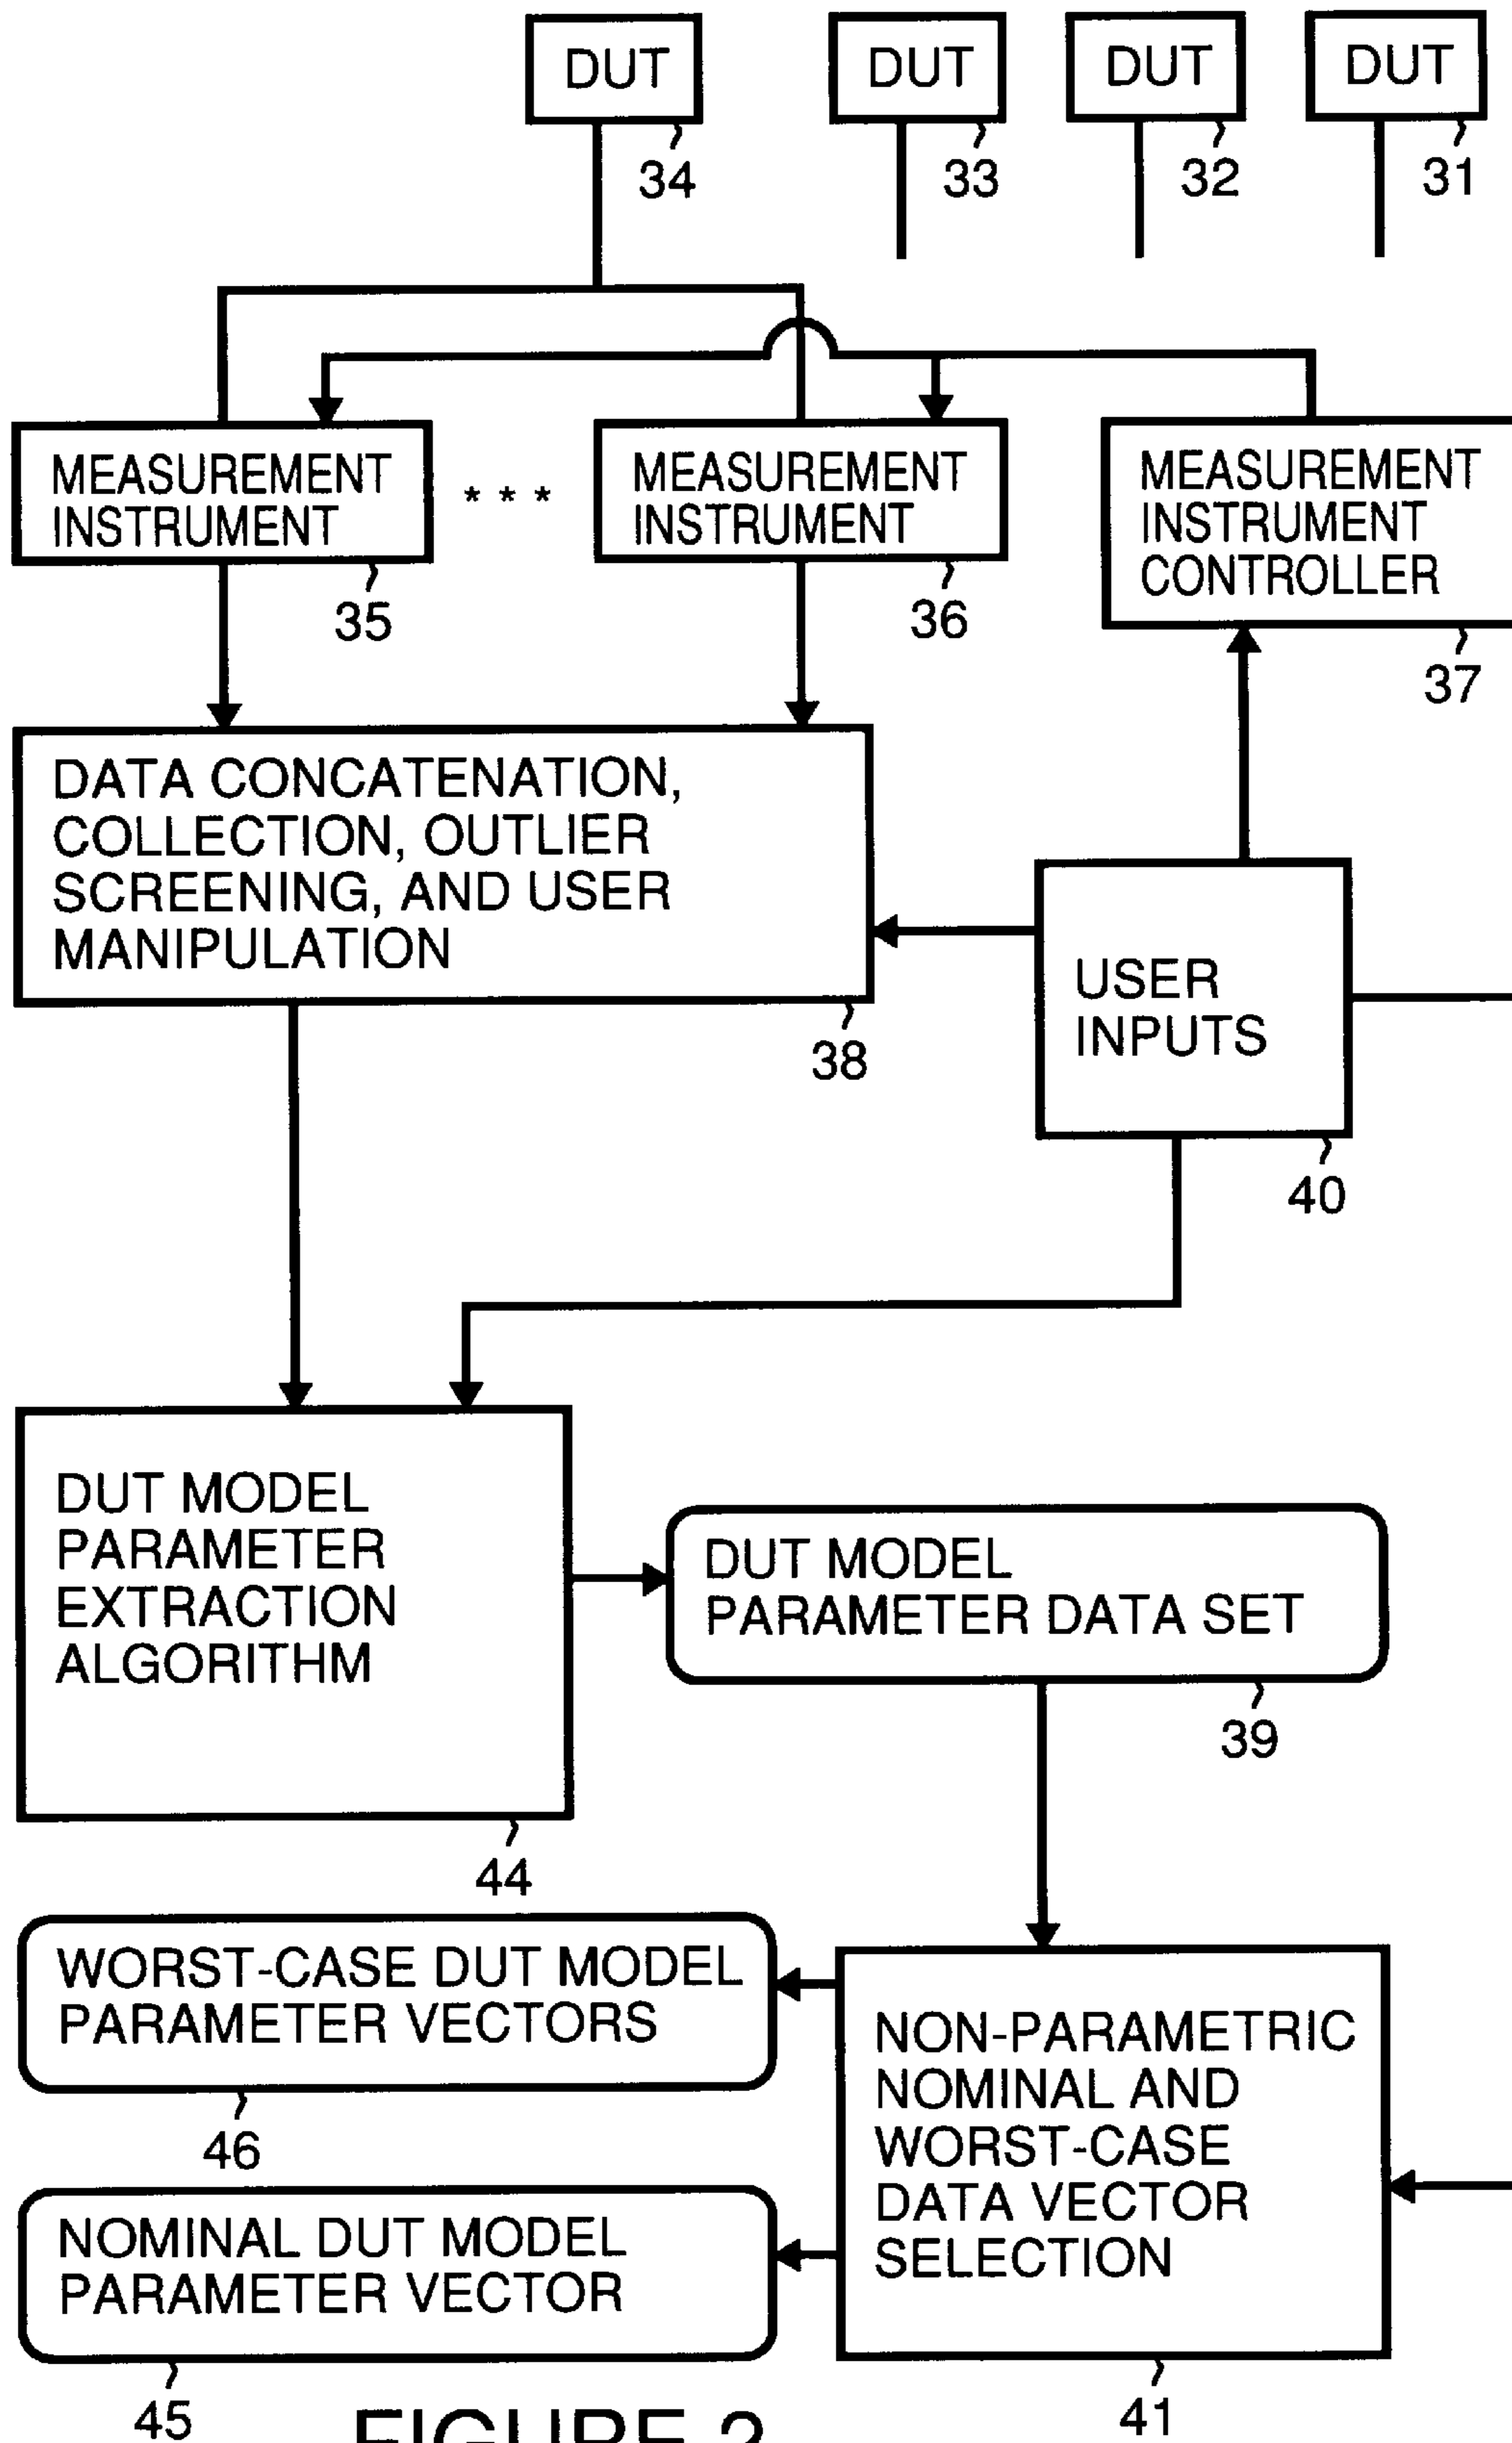 DUT
DUT
DUT
DUT
34
33
32
31
MEASUREMENT
INSTRUMENT
* * *
MEASUREMENT
INSTRUMENT
MEASUREMENT
INSTRUMENT
CONTROLLER
35
36
37
DATA CONCATENATION,
COLLECTION, OUTLIER
SCREENING, AND USER
MANIPULATION
38
USER
INPUTS
40
DUT MODEL
PARAMETER
EXTRACTION
ALGORITHM
44
DUT MODEL
PARAMETER DATA SET
39
WORST-CASE DUT MODEL
PARAMETER VECTORS
46
NON-PARAMETRIC
NOMINAL AND
WORST-CASE
DATA VECTOR
SELECTION
41
NOMINAL DUT MODEL
PARAMETER VECTOR
45
FIGURE 2